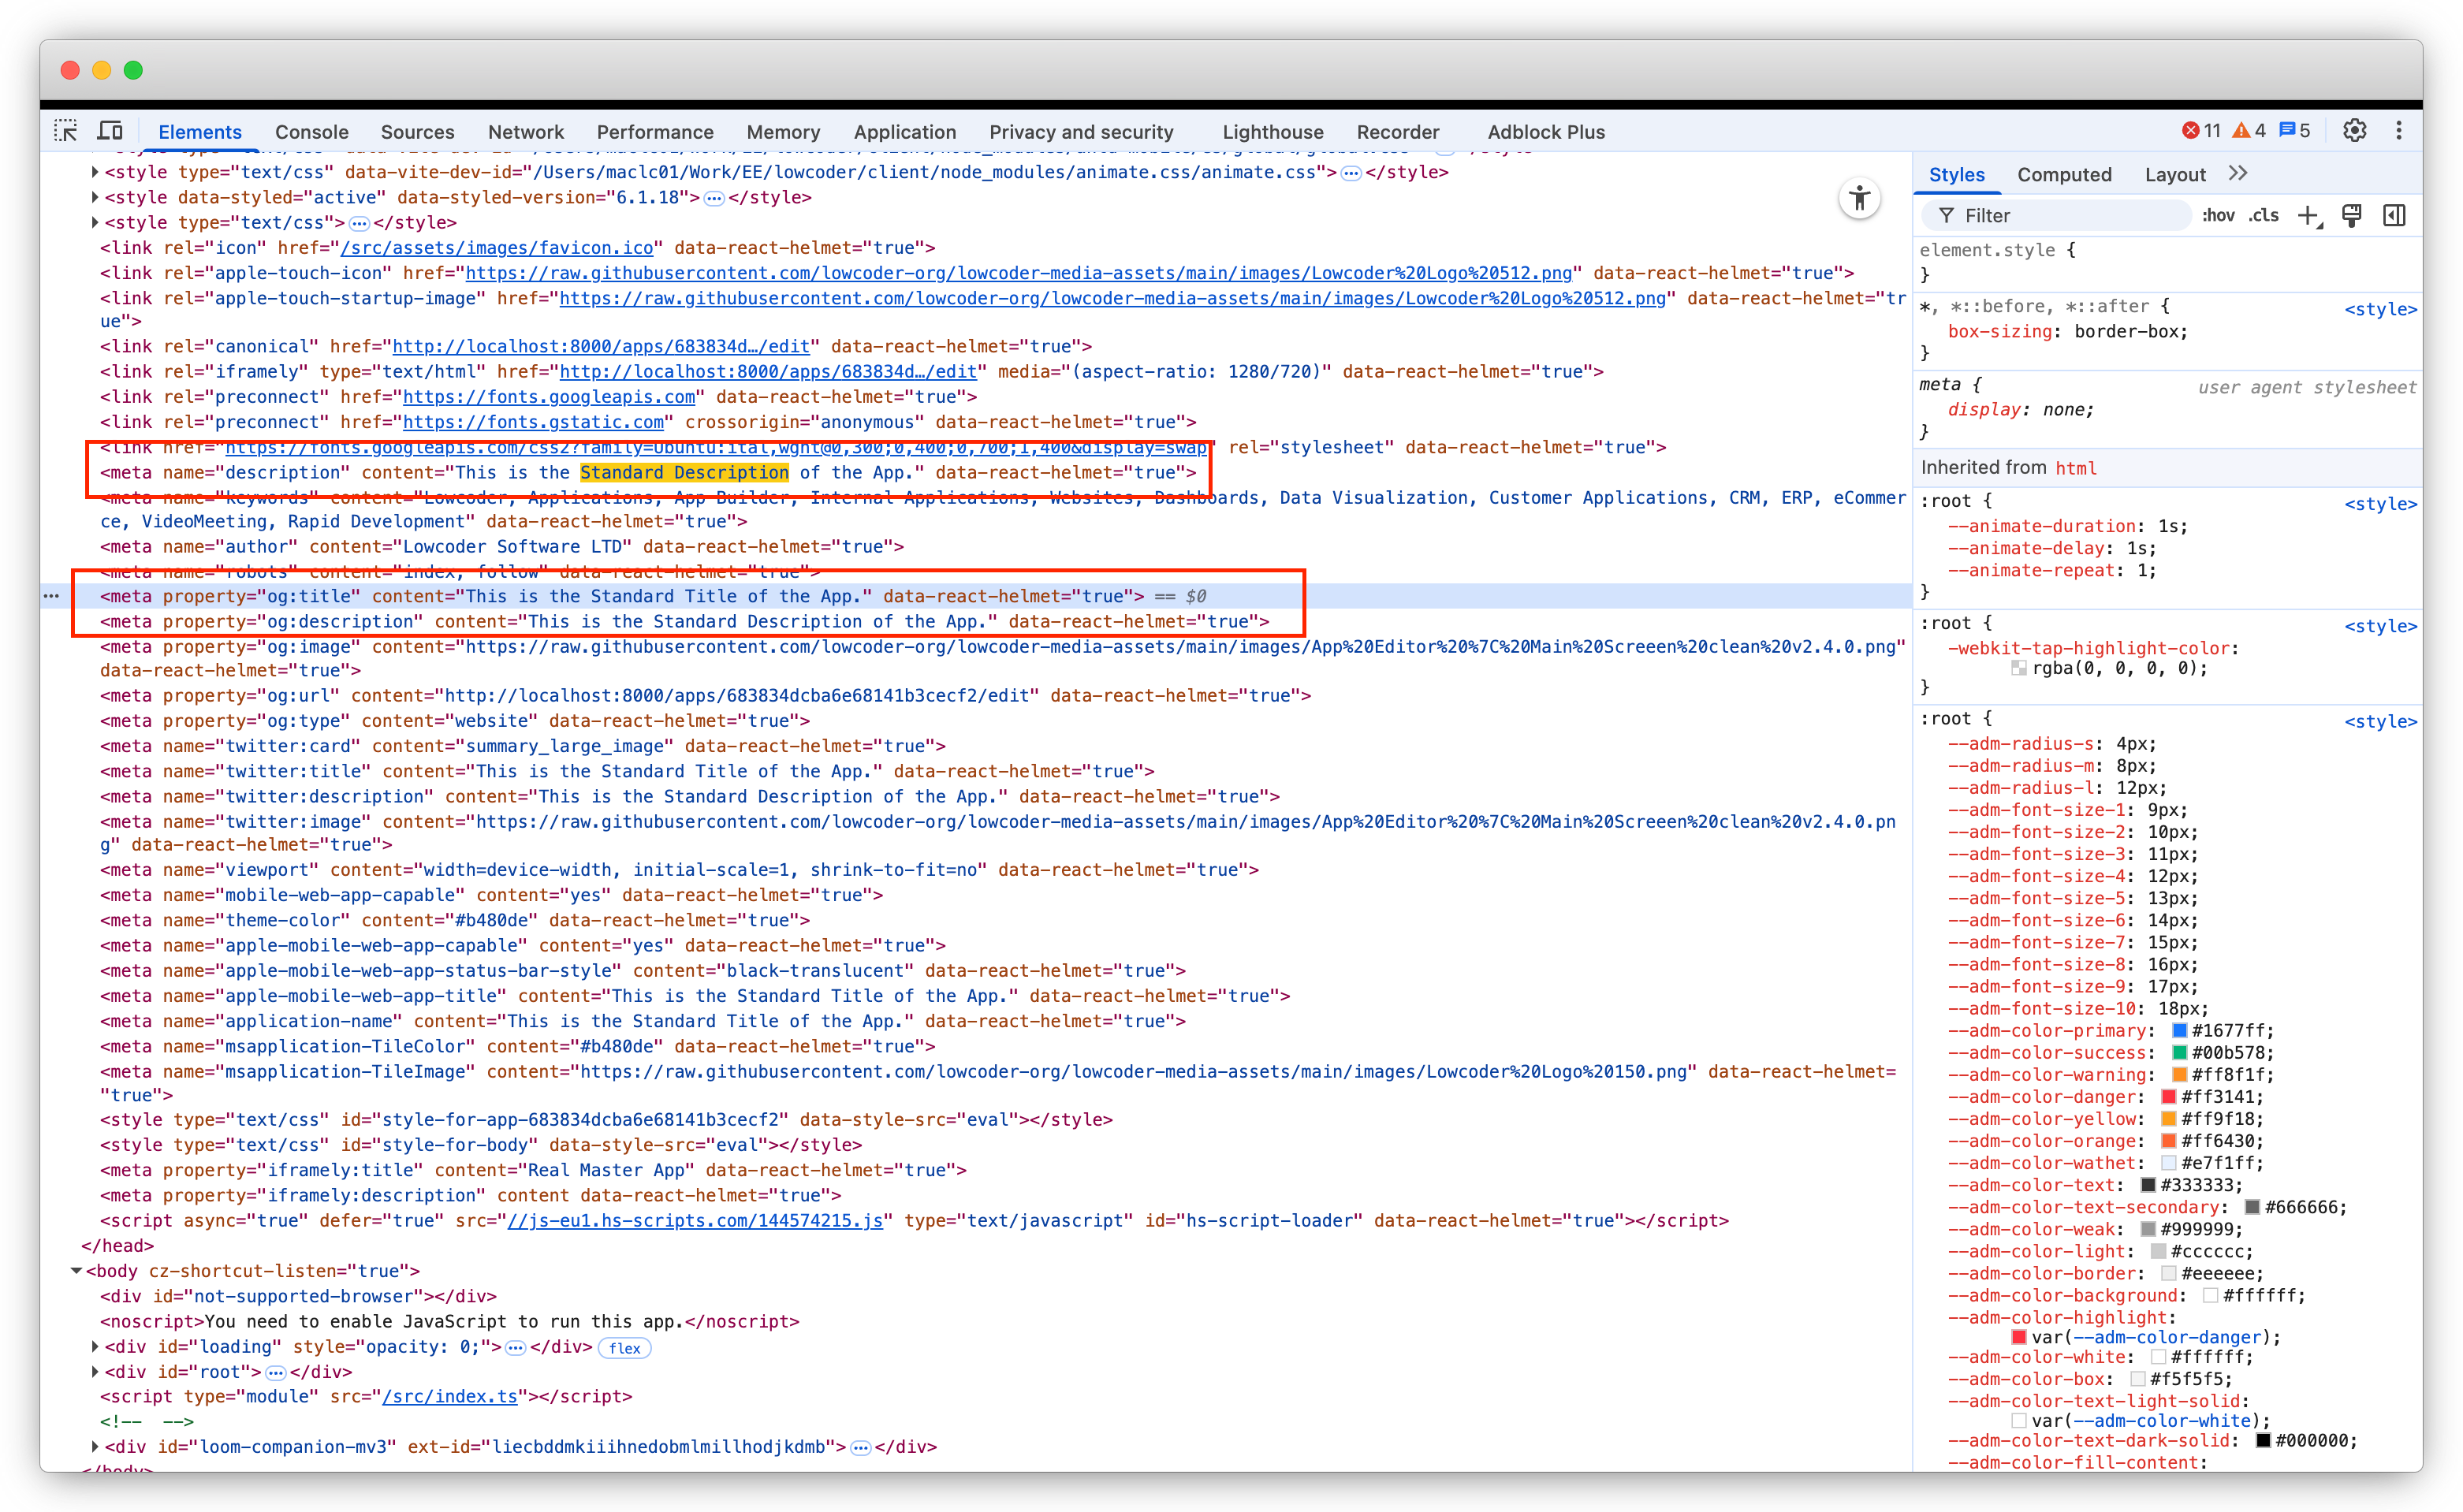 Elements Console Sources Network Performance Memory Application Privacy and security Lighthouse Recorder Adblock Plus 11 4 5
<style type="text/css" data-vite-dev-id="/Users/maclc01/Work/EE/lowcoder/client/node_modules/animate.css/animate.css">…</style>
<style data-styled="active" data-styled-version="6.1.18">…</style>
<style type="text/css">…</style>
<link rel="icon" href="/src/assets/images/favicon.ico" data-react-helmet="true">
<link rel="apple-touch-icon" href="https://raw.githubusercontent.com/lowcoder-org/lowcoder-media-assets/main/images/Lowcoder%20Logo%20512.png" data-react-helmet="true">
<link rel="apple-touch-startup-image" href="https://raw.githubusercontent.com/lowcoder-org/lowcoder-media-assets/main/images/Lowcoder%20Logo%20512.png" data-react-helmet="tr
ue">
<link rel="canonical" href="http://localhost:8000/apps/683834d…/edit" data-react-helmet="true">
<link rel="iframely" type="text/html" href="http://localhost:8000/apps/683834d…/edit" media="(aspect-ratio: 1280/720)" data-react-helmet="true">
<link rel="preconnect" href="https://fonts.googleapis.com" data-react-helmet="true">
<link rel="preconnect" href="https://fonts.gstatic.com" crossorigin="anonymous" data-react-helmet="true">
<link href="https://fonts.googleapis.com/css2?family=Ubuntu:ital,wght@0,300;0,400;0,700;1,400&display=swap" rel="stylesheet" data-react-helmet="true">
<meta name="description" content="This is the Standard Description of the App." data-react-helmet="true">
<meta name="keywords" content="Lowcoder, Applications, App Builder, Internal Applications, Websites, Dashboards, Data Visualization, Customer Applications, CRM, ERP, eCommer
ce, VideoMeeting, Rapid Development" data-react-helmet="true">
<meta name="author" content="Lowcoder Software LTD" data-react-helmet="true">
<meta name="robots" content="index, follow" data-react-helmet="true">
<meta property="og:title" content="This is the Standard Title of the App." data-react-helmet="true"> == $0
<meta property="og:description" content="This is the Standard Description of the App." data-react-helmet="true">
<meta property="og:image" content="https://raw.githubusercontent.com/lowcoder-org/lowcoder-media-assets/main/images/App%20Editor%20%7C%20Main%20Screeen%20clean%20v2.4.0.png"
data-react-helmet="true">
<meta property="og:url" content="http://localhost:8000/apps/683834dcba6e68141b3cecf2/edit" data-react-helmet="true">
<meta property="og:type" content="website" data-react-helmet="true">
<meta name="twitter:card" content="summary_large_image" data-react-helmet="true">
<meta name="twitter:title" content="This is the Standard Title of the App." data-react-helmet="true">
<meta name="twitter:description" content="This is the Standard Description of the App." data-react-helmet="true">
<meta name="twitter:image" content="https://raw.githubusercontent.com/lowcoder-org/lowcoder-media-assets/main/images/App%20Editor%20%7C%20Main%20Screeen%20clean%20v2.4.0.pn
g" data-react-helmet="true">
<meta name="viewport" content="width=device-width, initial-scale=1, shrink-to-fit=no" data-react-helmet="true">
<meta name="mobile-web-app-capable" content="yes" data-react-helmet="true">
<meta name="theme-color" content="#b480de" data-react-helmet="true">
<meta name="apple-mobile-web-app-capable" content="yes" data-react-helmet="true">
<meta name="apple-mobile-web-app-status-bar-style" content="black-translucent" data-react-helmet="true">
<meta name="apple-mobile-web-app-title" content="This is the Standard Title of the App." data-react-helmet="true">
<meta name="application-name" content="This is the Standard Title of the App." data-react-helmet="true">
<meta name="msapplication-TileColor" content="#b480de" data-react-helmet="true">
<meta name="msapplication-TileImage" content="https://raw.githubusercontent.com/lowcoder-org/lowcoder-media-assets/main/images/Lowcoder%20Logo%20150.png" data-react-helmet=
"true">
<style type="text/css" id="style-for-app-683834dcba6e68141b3cecf2" data-style-src="eval"></style>
<style type="text/css" id="style-for-body" data-style-src="eval"></style>
<meta property="iframely:title" content="Real Master App" data-react-helmet="true">
<meta property="iframely:description" content data-react-helmet="true">
<script async="true" defer="true" src="//js-eu1.hs-scripts.com/144574215.js" type="text/javascript" id="hs-script-loader" data-react-helmet="true"></script>
</head>
<body cz-shortcut-listen="true">
<div id="not-supported-browser"></div>
<noscript>You need to enable JavaScript to run this app.</noscript>
<div id="loading" style="opacity: 0;">…</div> flex
<div id="root">…</div>
<script type="module" src="/src/index.ts"></script>
<!-- -->
<div id="loom-companion-mv3" ext-id="liecbddmkiiihnedobmlmillhodjkdmb">…</div>
</body>
Styles Computed Layout
Filter :hov .cls
element.style {
}
*, *::before, *::after { <style>
box-sizing: border-box;
}
meta { user agent stylesheet
display: none;
}
Inherited from html
:root { <style>
--animate-duration: 1s;
--animate-delay: 1s;
--animate-repeat: 1;
}
:root { <style>
-webkit-tap-highlight-color:
rgba(0, 0, 0, 0);
}
:root { <style>
--adm-radius-s: 4px;
--adm-radius-m: 8px;
--adm-radius-l: 12px;
--adm-font-size-1: 9px;
--adm-font-size-2: 10px;
--adm-font-size-3: 11px;
--adm-font-size-4: 12px;
--adm-font-size-5: 13px;
--adm-font-size-6: 14px;
--adm-font-size-7: 15px;
--adm-font-size-8: 16px;
--adm-font-size-9: 17px;
--adm-font-size-10: 18px;
--adm-color-primary: #1677ff;
--adm-color-success: #00b578;
--adm-color-warning: #ff8f1f;
--adm-color-danger: #ff3141;
--adm-color-yellow: #ff9f18;
--adm-color-orange: #ff6430;
--adm-color-wathet: #e7f1ff;
--adm-color-text: #333333;
--adm-color-text-secondary: #666666;
--adm-color-weak: #999999;
--adm-color-light: #cccccc;
--adm-color-border: #eeeeee;
--adm-color-background: #ffffff;
--adm-color-highlight:
var(--adm-color-danger);
--adm-color-white: #ffffff;
--adm-color-box: #f5f5f5;
--adm-color-text-light-solid:
var(--adm-color-white);
--adm-color-text-dark-solid: #000000;
--adm-color-fill-content: